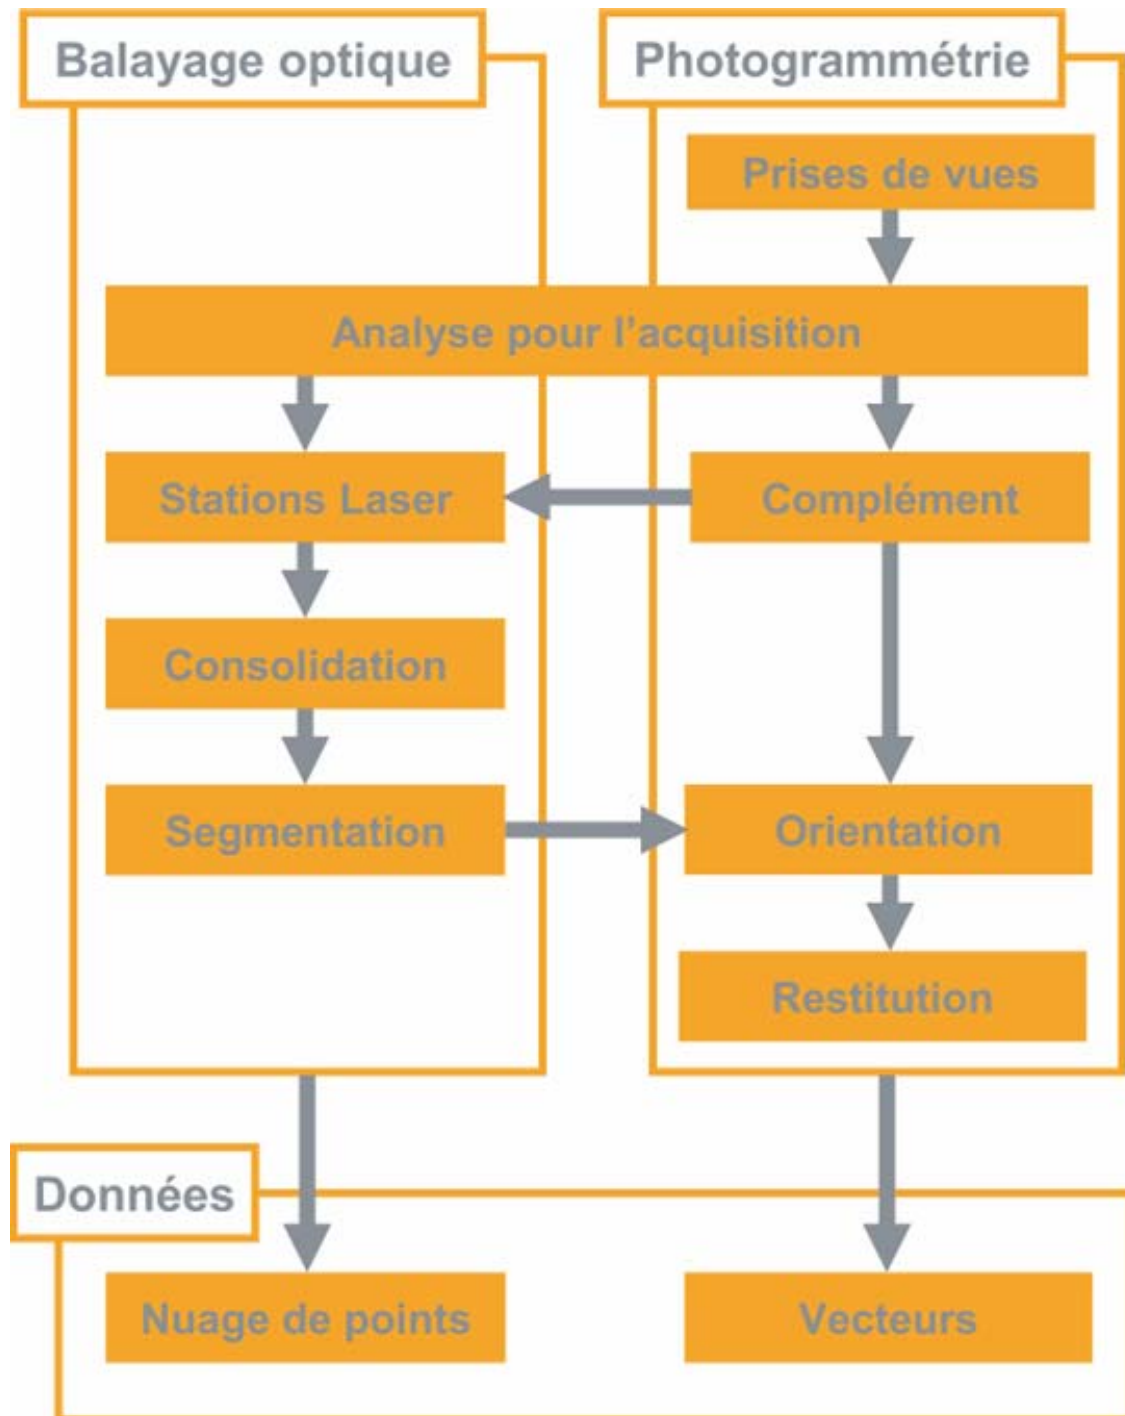 Balayage optique
Photogrammétrie
Prises de vues
Analyse pour l'acquisition
Stations Laser
Complément
Consolidation
Segmentation
Orientation
Restitution
Données
Nuage de points
Vecteurs